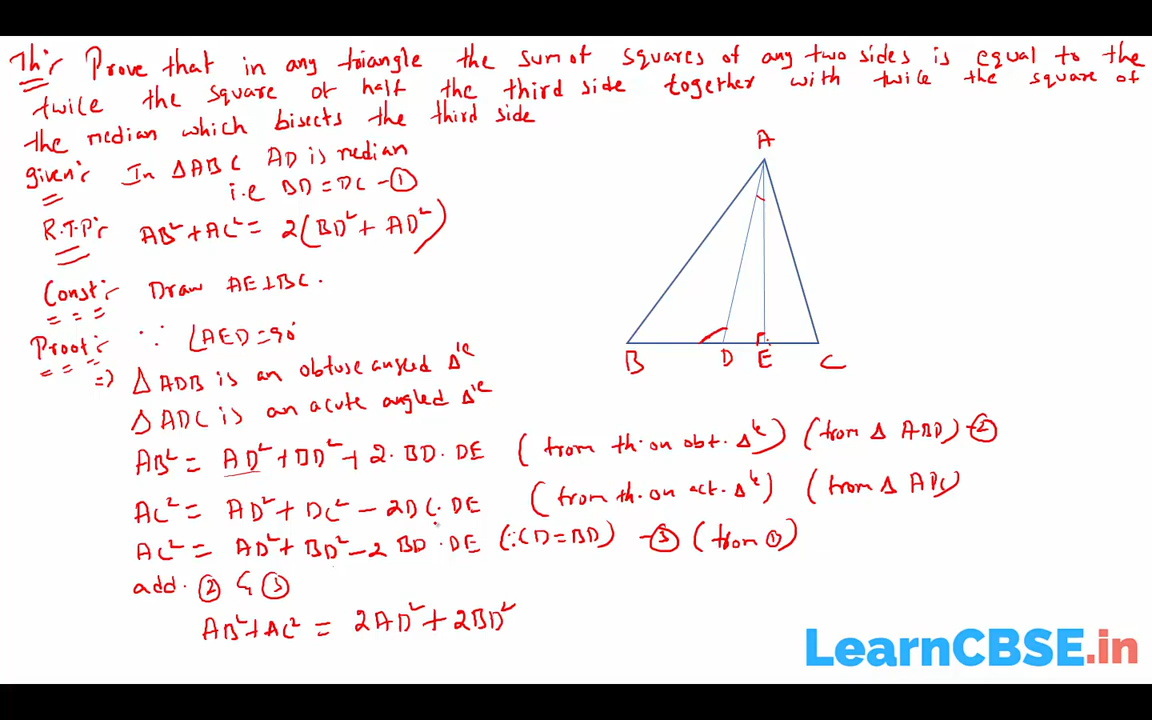 Th:- Prove that in any triangle the sum of squares of any two sides is equal to the
twice the square of half the third side together with twice the square of
the median which bisects the third side
given:- In ΔABC AD is median
i.e BD = DC -①
R.T.P:- AB² + AC² = 2(BD² + AD²)
Const:- Draw AE⊥BC.
Proof:- ∵ ∠AED = 90°
⇒ ΔADB is an obtuse angled Δle
ΔADC is an acute angled Δle
AB² = AD² + BD² + 2·BD·DE (from th. on obt. Δle) (from ΔABD) -②
AC² = AD² + DC² - 2DC·DE (from th. on act. Δle) (from ΔADC)
AC² = AD² + BD² - 2BD·DE (∵CD=BD) -③ (from ①)
add. ② & ③
AB² + AC² = 2AD² + 2BD²
A
B D E C
LearnCBSE.in